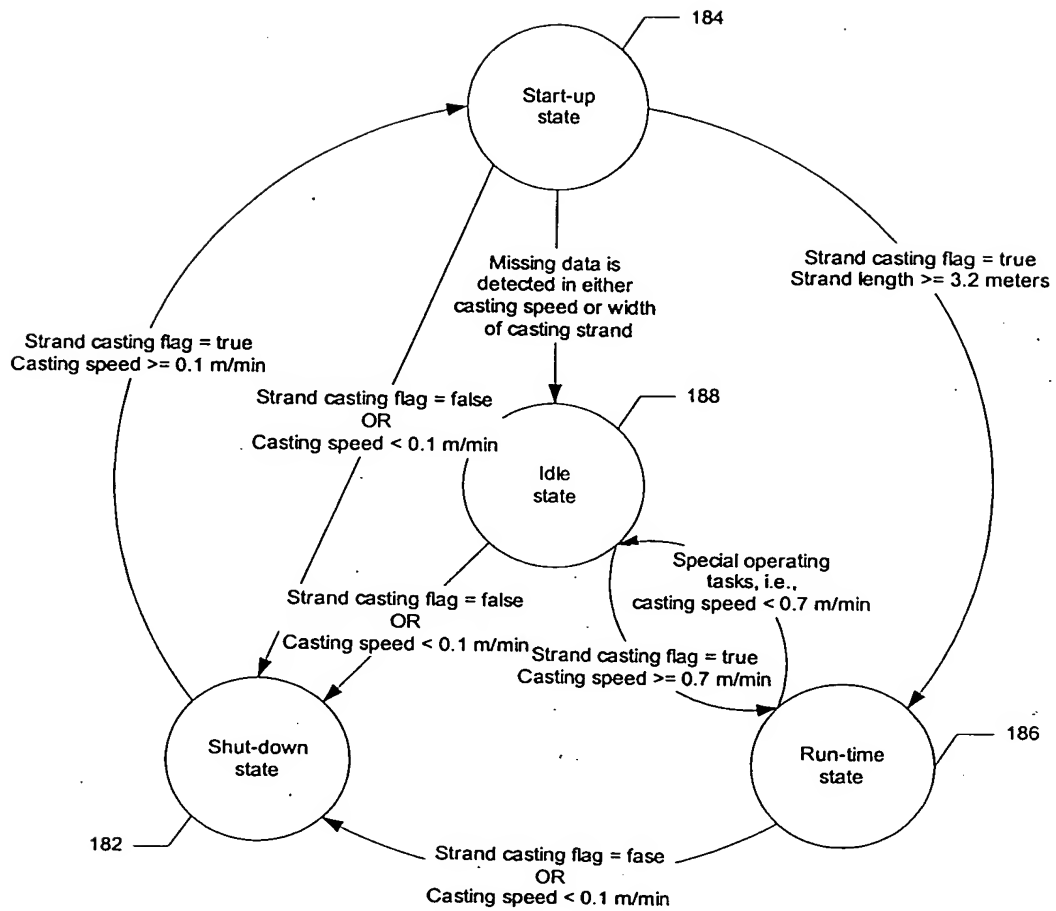 184
Start-up
state
Strand casting flag = true
Strand length >= 3.2 meters
Missing data is
detected in either
casting speed or width
of casting strand
Strand casting flag = true
Casting speed >= 0.1 m/min
Strand casting flag = false
OR
Casting speed < 0.1 m/min
188
Idle
state
Special operating
tasks, i.e.,
casting speed < 0.7 m/min
Strand casting flag = false
OR
Casting speed < 0.1 m/min
Strand casting flag = true
Casting speed >= 0.7 m/min
Shut-down
state
182
Run-time
state
186
Strand casting flag = fase
OR
Casting speed < 0.1 m/min